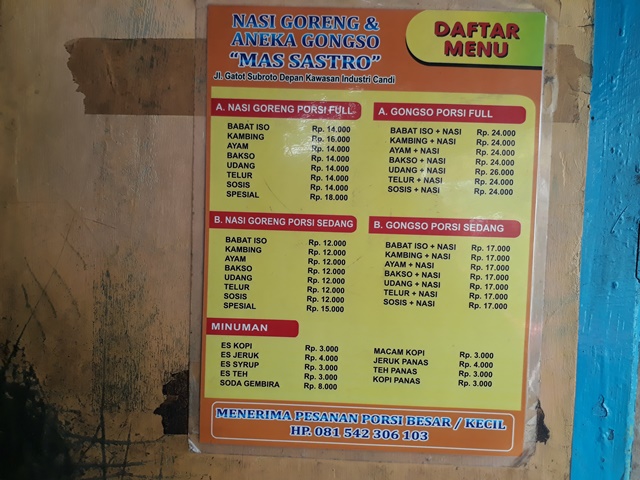 NASI GORENG &
ANEKA GONGSO
"MAS SASTRO"
Jl. Gatot Subroto Depan Kawasan Industri Candi
DAFTAR
MENU
A. NASI GORENG PORSI FULL
BABAT ISO Rp. 14.000
KAMBING Rp. 16.000
AYAM Rp. 14.000
BAKSO Rp. 14.000
UDANG Rp. 14.000
TELUR Rp. 14.000
SOSIS Rp. 14.000
SPESIAL Rp. 18.000
A. GONGSO PORSI FULL
BABAT ISO + NASI Rp. 24.000
KAMBING + NASI Rp. 24.000
AYAM + NASI Rp. 24.000
BAKSO + NASI Rp. 24.000
UDANG + NASI Rp. 26.000
TELUR + NASI Rp. 24.000
SOSIS + NASI Rp. 24.000
B. NASI GORENG PORSI SEDANG
BABAT ISO Rp. 12.000
KAMBING Rp. 12.000
AYAM Rp. 12.000
BAKSO Rp. 12.000
UDANG Rp. 12.000
TELUR Rp. 12.000
SOSIS Rp. 12.000
SPESIAL Rp. 15.000
B. GONGSO PORSI SEDANG
BABAT ISO + NASI Rp. 17.000
KAMBING + NASI Rp. 17.000
AYAM + NASI Rp. 17.000
BAKSO + NASI Rp. 17.000
UDANG + NASI Rp. 17.000
TELUR + NASI Rp. 17.000
SOSIS + NASI Rp. 17.000
MINUMAN
ES KOPI Rp. 3.000
ES JERUK Rp. 4.000
ES SYRUP Rp. 3.000
ES TEH Rp. 3.000
SODA GEMBIRA Rp. 8.000
MACAM KOPI Rp. 3.000
JERUK PANAS Rp. 4.000
TEH PANAS Rp. 3.000
KOPI PANAS Rp. 3.000
MENERIMA PESANAN PORSI BESAR / KECIL
HP. 081 542 306 103